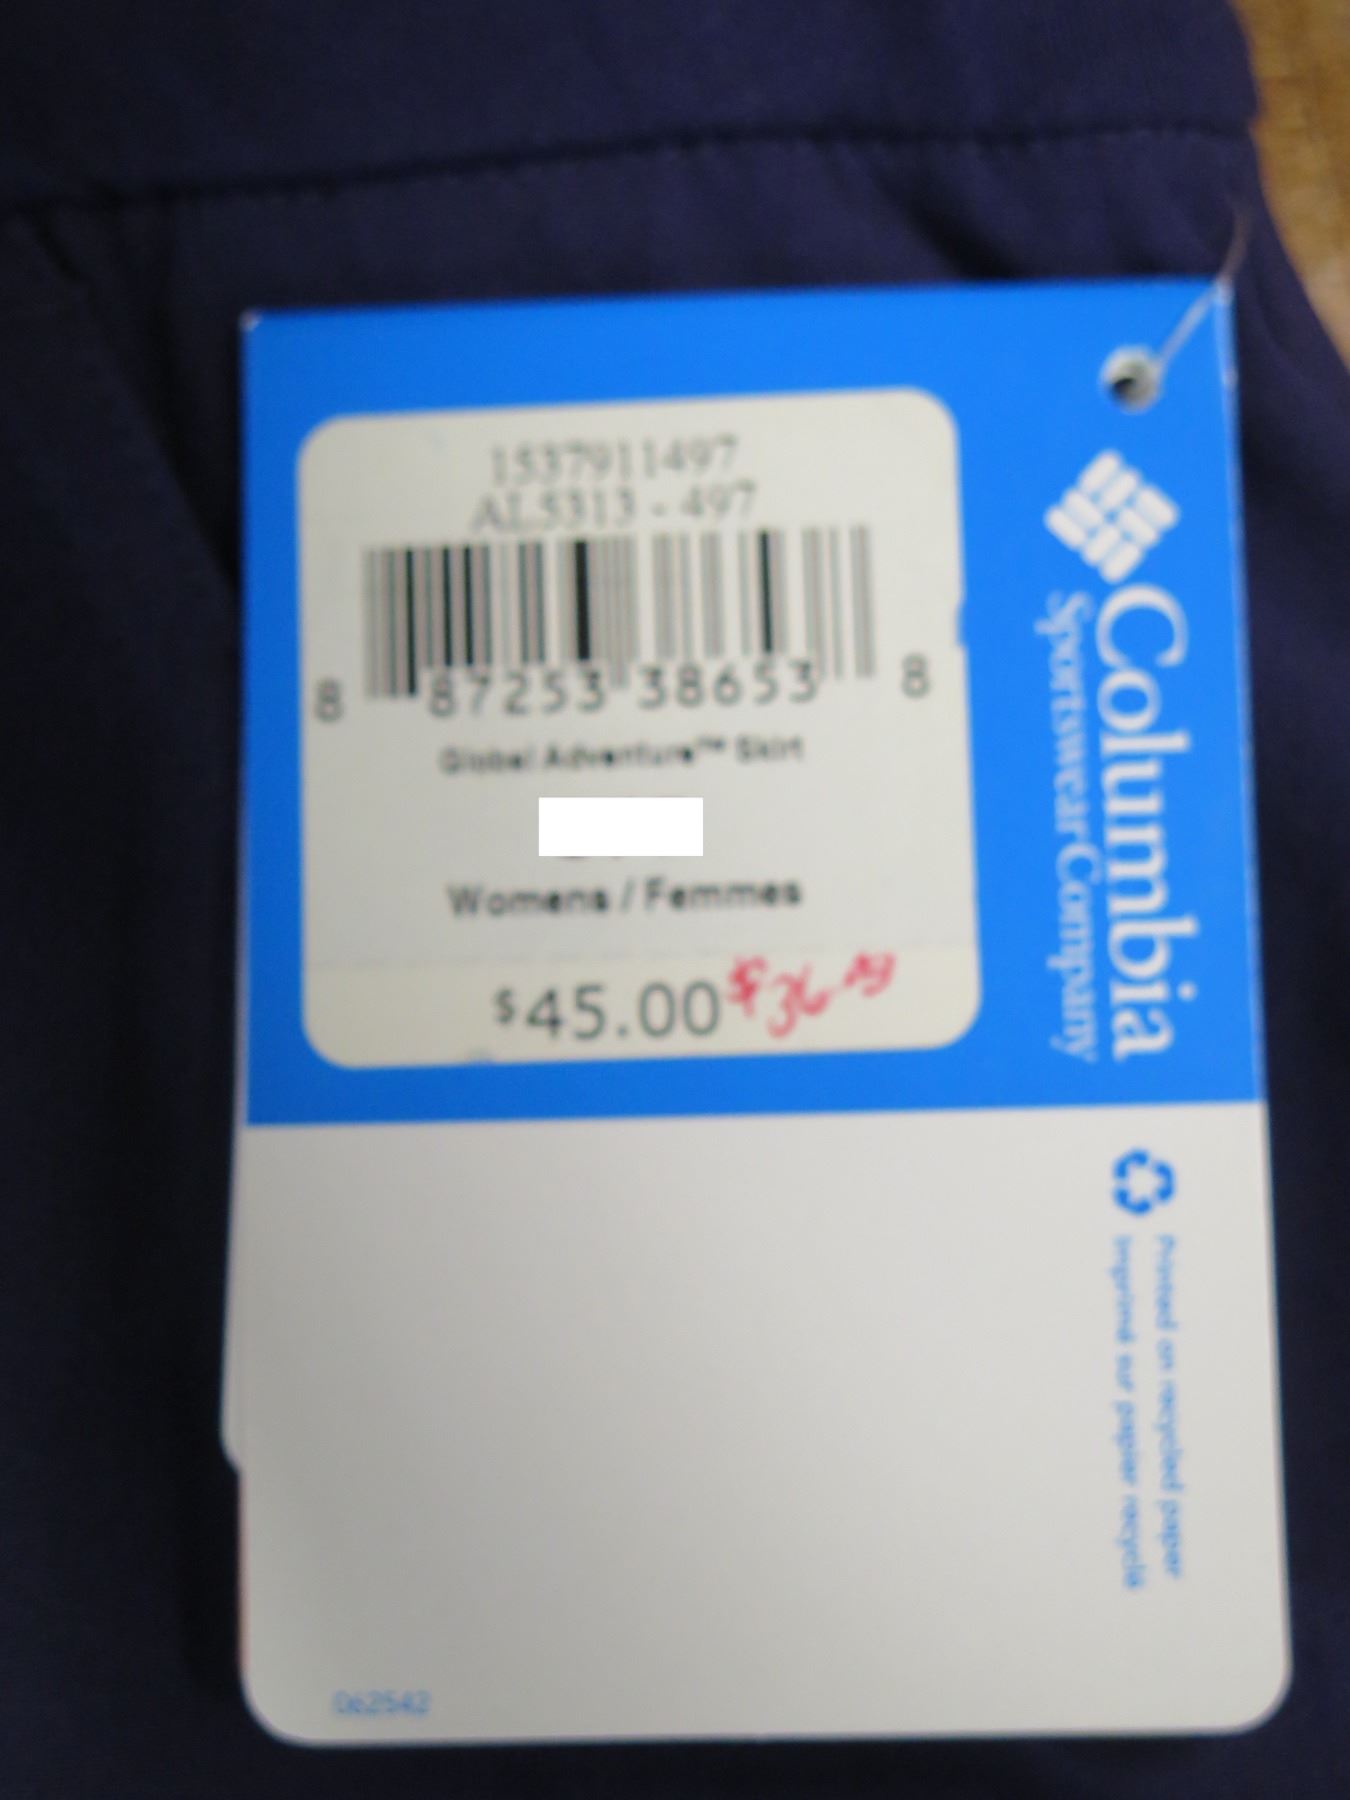 1537911497
AL5313 - 497
8 87253 38653 8
Global Adventure™ Skirt
Womens / Femmes
$45.00 $36
Columbia
Sportswear Company
Printed on recycled paper
Imprimé sur papier recyclé
062542